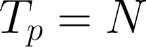 T_p = N